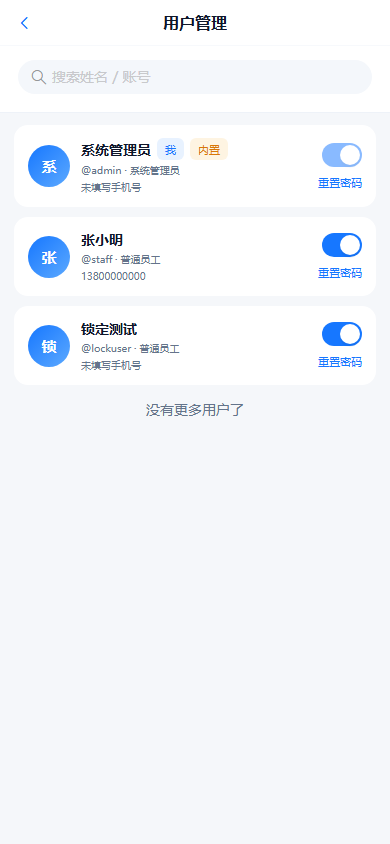 用户管理
搜索姓名 / 账号
系 系统管理员 我 内置
@admin · 系统管理员
未填写手机号
重置密码
张 张小明
@staff · 普通员工
13800000000
重置密码
锁 锁定测试
@lockuser · 普通员工
未填写手机号
重置密码
没有更多用户了